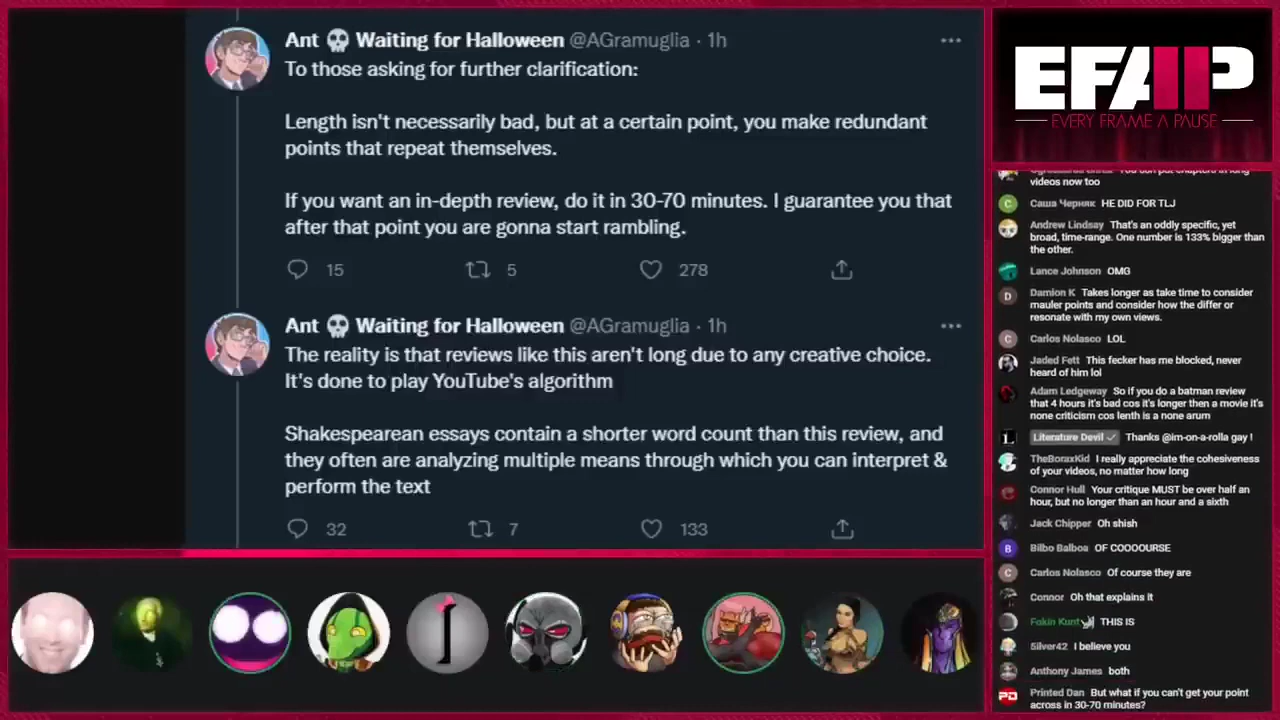 Ant 💀 Waiting for Halloween @AGramuglia · 1h
To those asking for further clarification:
Length isn't necessarily bad, but at a certain point, you make redundant
points that repeat themselves.
If you want an in-depth review, do it in 30-70 minutes. I guarantee you that
after that point you are gonna start rambling.
15 5 278
Ant 💀 Waiting for Halloween @AGramuglia · 1h
The reality is that reviews like this aren't long due to any creative choice.
It's done to play YouTube's algorithm
Shakespearean essays contain a shorter word count than this review, and
they often are analyzing multiple means through which you can interpret &
perform the text
32 7 133
EFAP
EVERY FRAME A PAUSE
videos now too
Саша Черняк HE DID FOR TLJ
Andrew Lindsay That's an oddly specific, yet
broad, time-range. One number is 133% bigger than
the other.
Lance Johnson OMG
Damion K Takes longer as take time to consider
mauler points and consider how the differ or
resonate with my own views.
Carlos Nolasco LOL
Jaded Fett This fecker has me blocked, never
heard of him lol
Adam Ledgeway So if you do a batman review
that 4 hours it's bad cos it's longer then a movie it's
none criticism cos lenth is a none arum
Literature Devil ✓ Thanks @im-on-a-rolla gay !
TheBoraxKid I really appreciate the cohesiveness
of your videos, no matter how long
Connor Hull Your critique MUST be over half an
hour, but no longer than an hour and a sixth
Jack Chipper Oh shish
B Bilbo Balboa OF COOOOURSE
C Carlos Nolasco Of course they are
Connor Oh that explains it
Fokin Kunt THIS IS
5ilver42 I believe you
Anthony James both
Printed Dan But what if you can't get your point
across in 30-70 minutes?